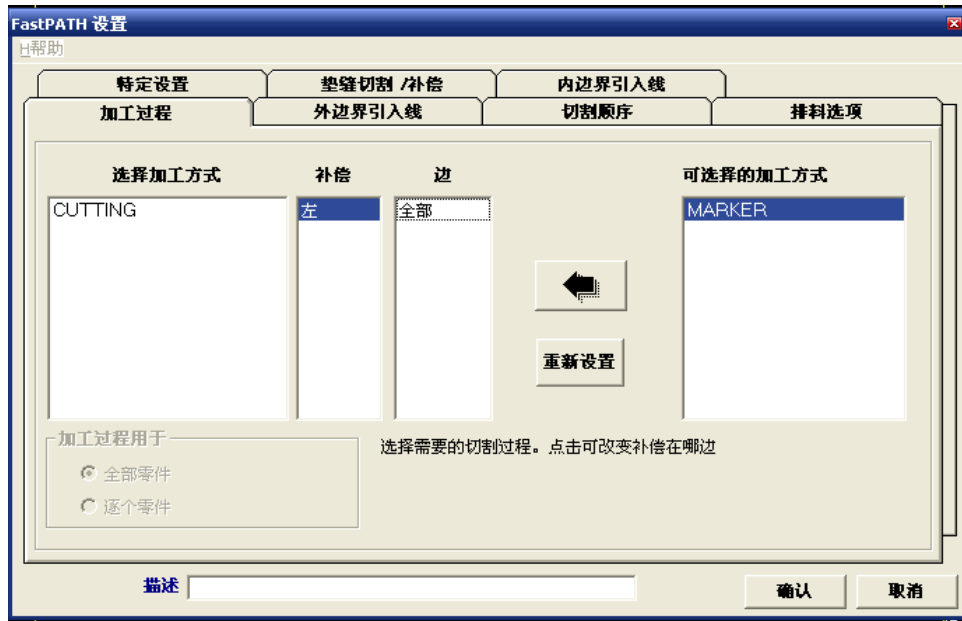 FastPATH 设置
H帮助
特定设置
垫缝切割 /补偿
内边界引入线
加工过程
外边界引入线
切割顺序
排料选项
选择加工方式
补偿
边
可选择的加工方式
CUTTING
左
全部
MARKER
重新设置
加工过程用于
全部零件
逐个零件
选择需要的切割过程。点击可改变补偿在哪边
描述
确认
取消